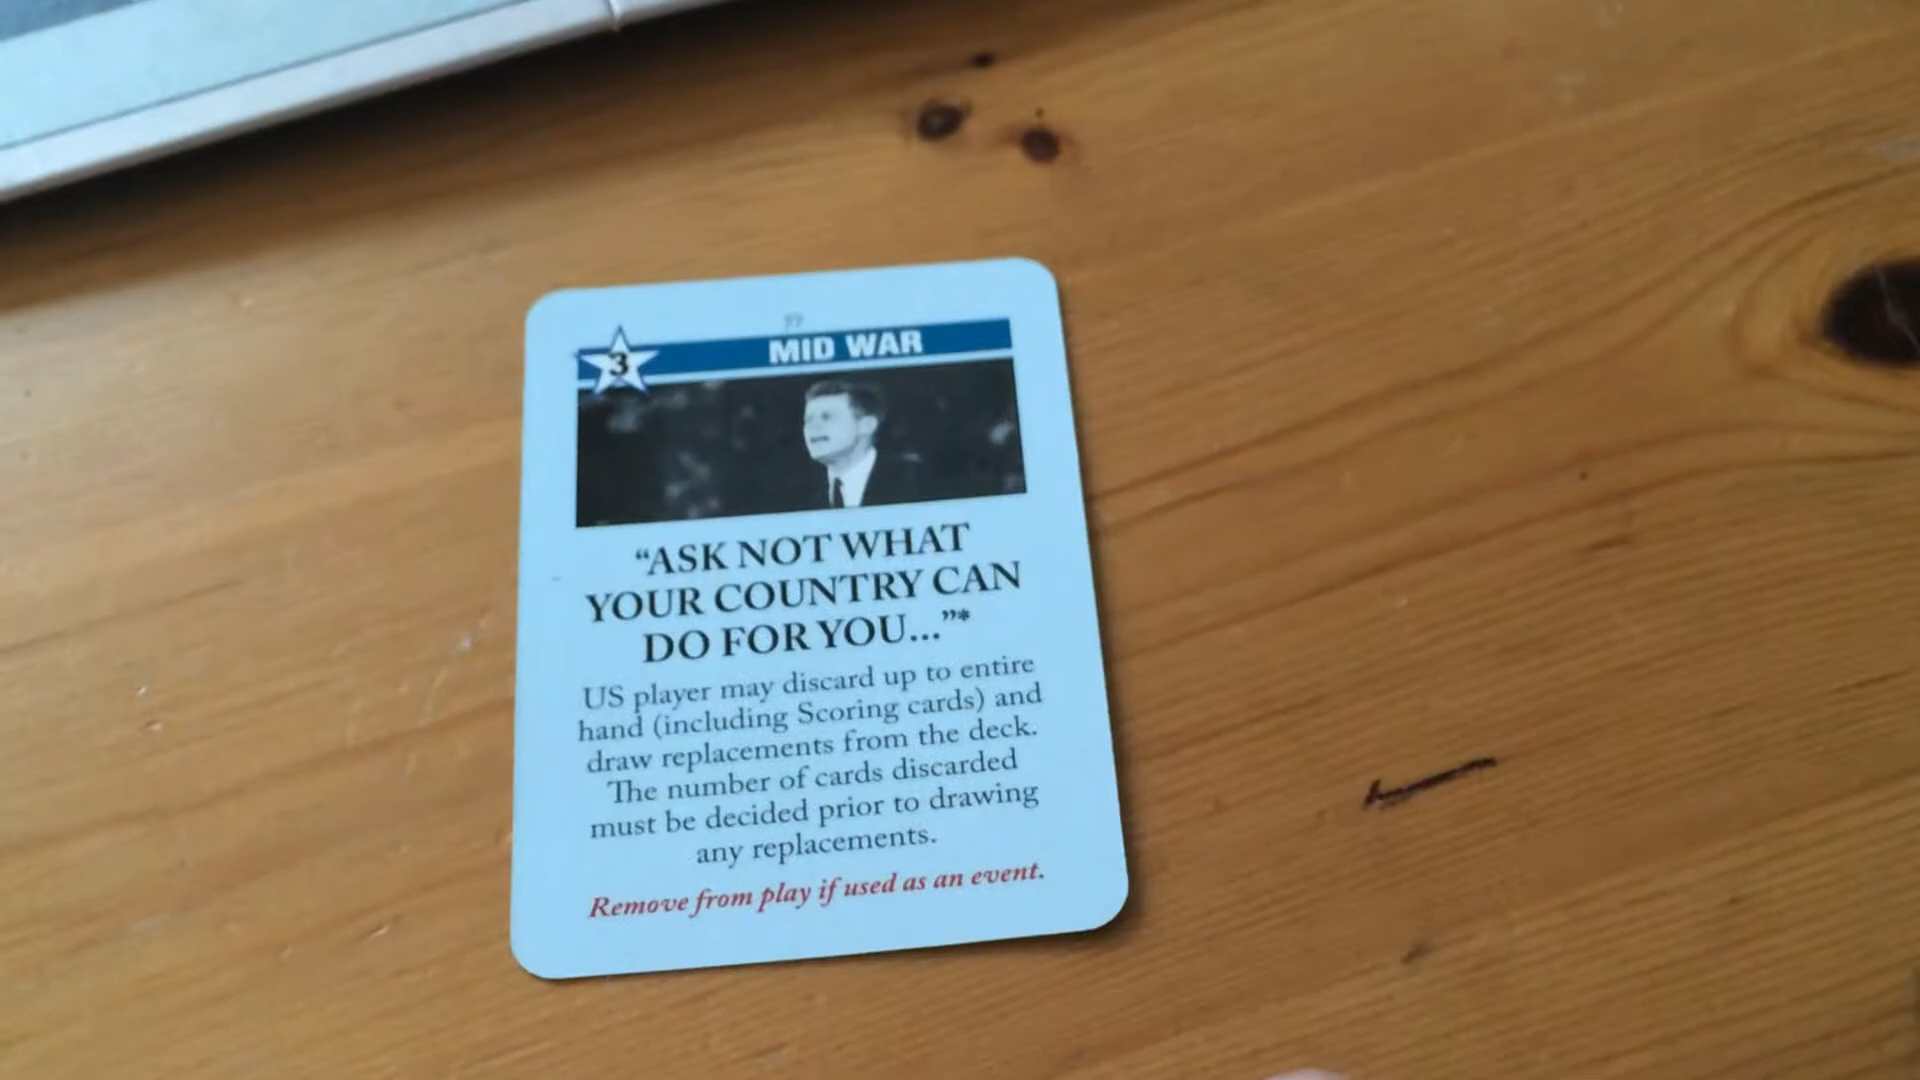 77
3
MID WAR
“ASK NOT WHAT
YOUR COUNTRY CAN
DO FOR YOU...”*
US player may discard up to entire
hand (including Scoring cards) and
draw replacements from the deck.
The number of cards discarded
must be decided prior to drawing
any replacements.
Remove from play if used as an event.